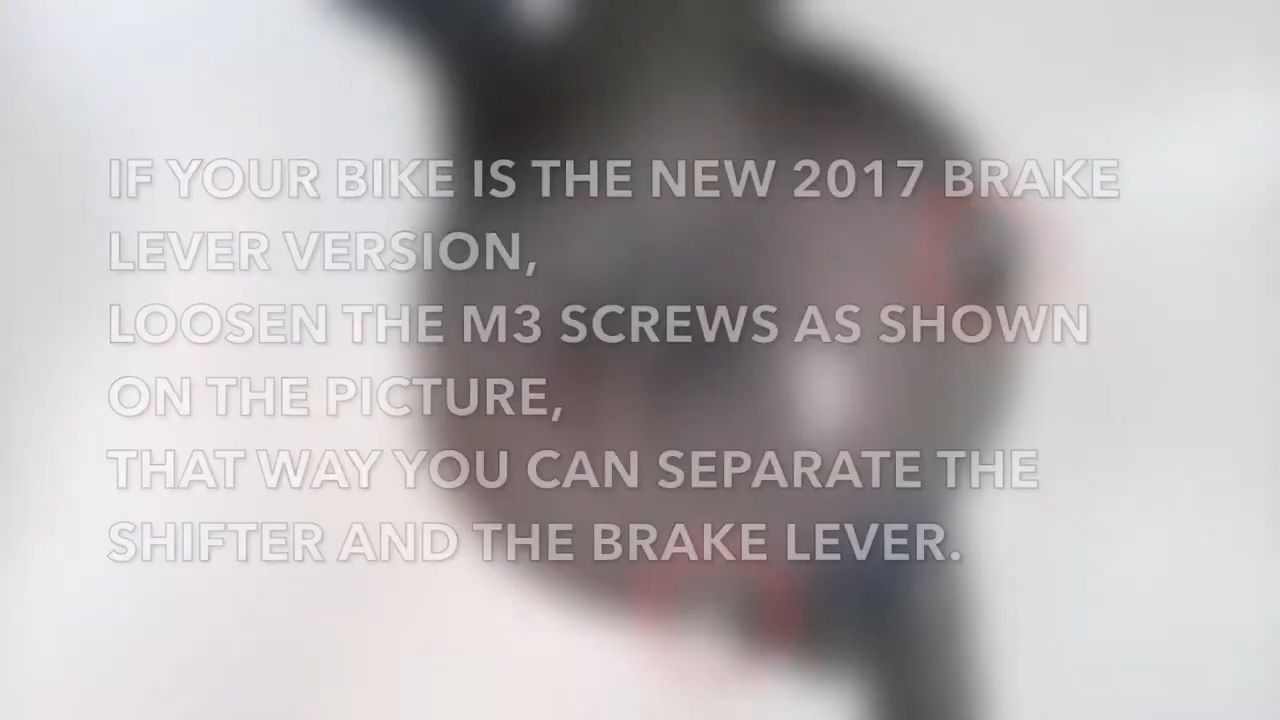 IF YOUR BIKE IS THE NEW 2017 BRAKE
LEVER VERSION,
LOOSEN THE M3 SCREWS AS SHOWN
ON THE PICTURE,
THAT WAY YOU CAN SEPARATE THE
SHIFTER AND THE BRAKE LEVER.